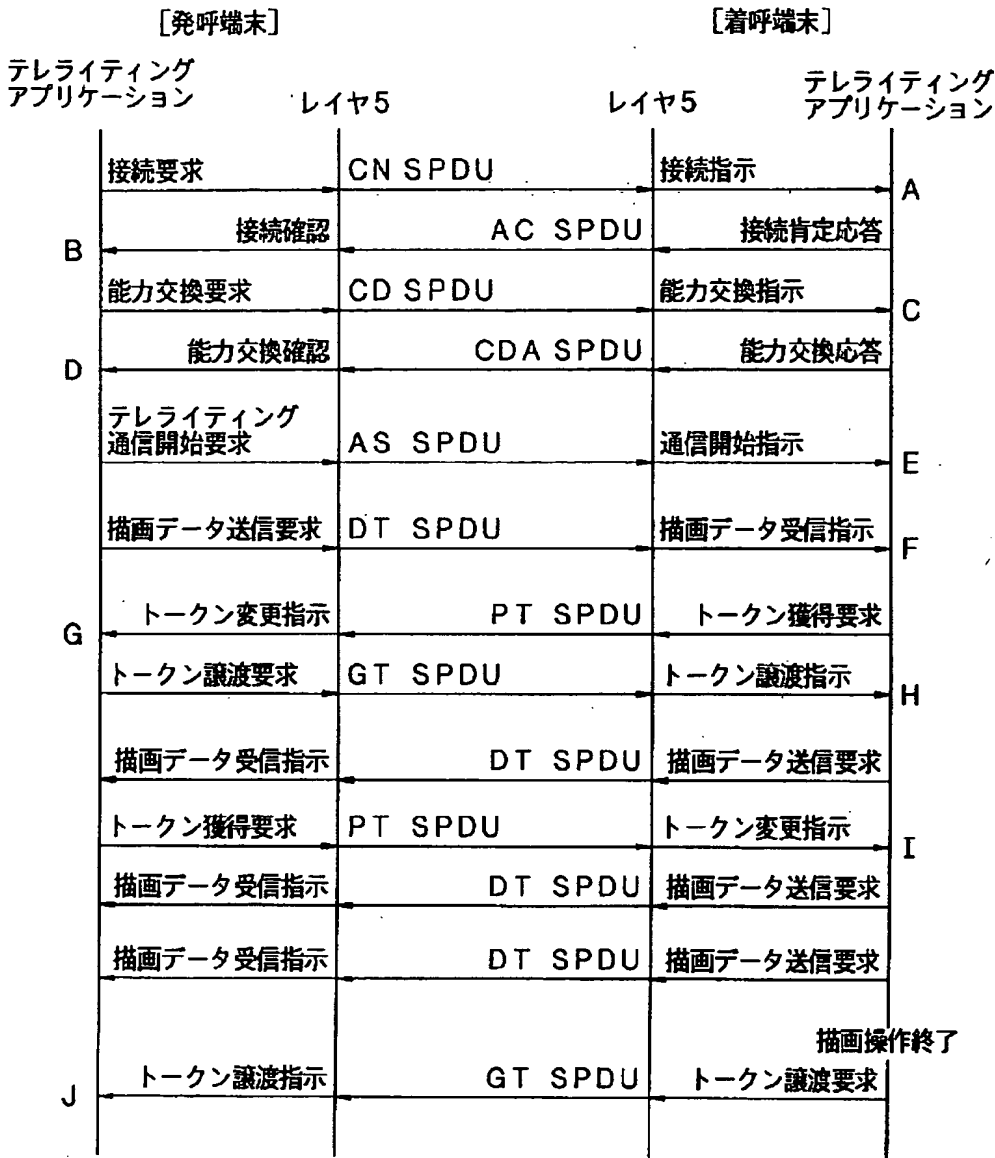 ［発呼端末］ ［着呼端末］
テレライティング
アプリケーション レイヤ5 レイヤ5 テレライティング
アプリケーション
接続要求 CN SPDU 接続指示 A
B 接続確認 AC SPDU 接続肯定応答
能力交換要求 CD SPDU 能力交換指示 C
D 能力交換確認 CDA SPDU 能力交換応答
テレライティング
通信開始要求 AS SPDU 通信開始指示 E
描画データ送信要求 DT SPDU 描画データ受信指示 F
G トークン変更指示 PT SPDU トークン獲得要求
トークン譲渡要求 GT SPDU トークン譲渡指示 H
描画データ受信指示 DT SPDU 描画データ送信要求
トークン獲得要求 PT SPDU トークン変更指示 I
描画データ受信指示 DT SPDU 描画データ送信要求
描画データ受信指示 DT SPDU 描画データ送信要求
描画操作終了
J トークン譲渡指示 GT SPDU トークン譲渡要求